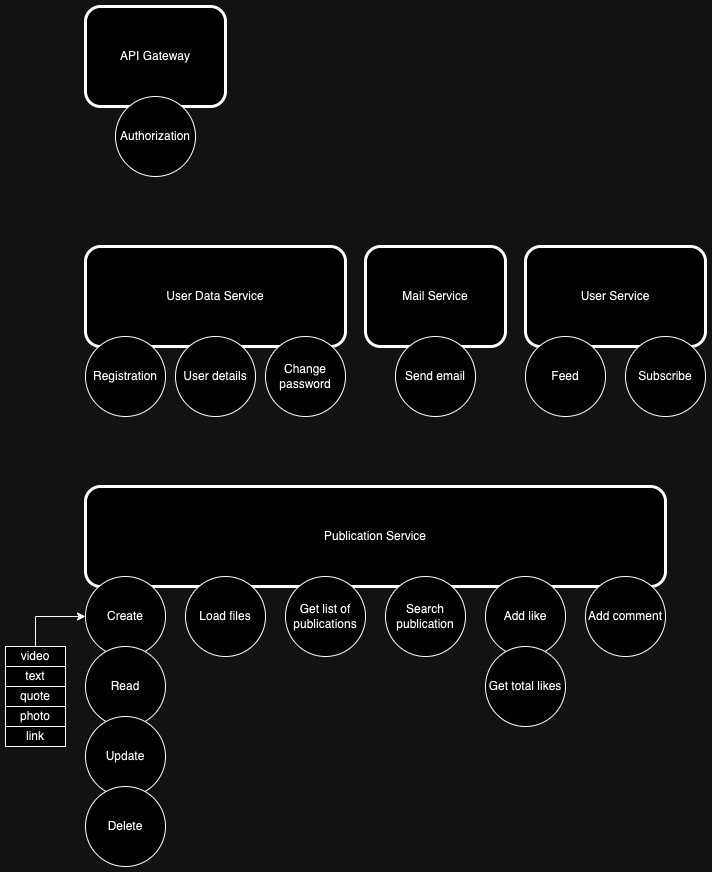 API Gateway
Authorization
User Data Service
Mail Service
User Service
Registration
User details
Change
password
Send email
Feed
Subscribe
Publication Service
Create
Load files
Get list of
publications
Search
publication
Add like
Add comment
video
text
quote
photo
link
Read
Get total likes
Update
Delete